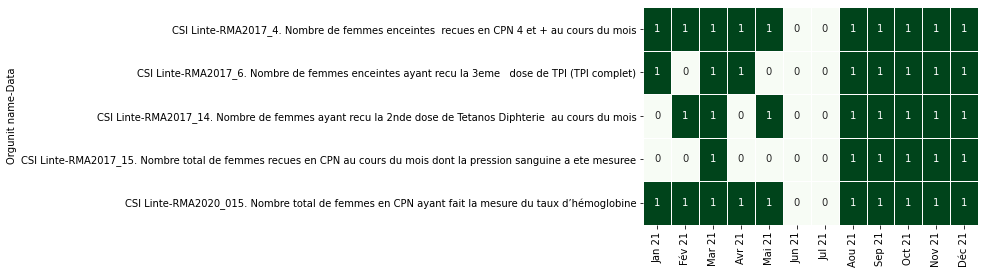 CSI Linte-RMA2017_4. Nombre de femmes enceintes  recues en CPN 4 et + au cours du mois 1 1 1 1 1 0 0 1 1 1 1 1
CSI Linte-RMA2017_6. Nombre de femmes enceintes ayant recu la 3eme   dose de TPI (TPI complet) 1 0 1 1 0 0 0 1 1 1 1 1
CSI Linte-RMA2017_14. Nombre de femmes ayant recu la 2nde dose de Tetanos Diphterie  au cours du mois 0 1 1 0 1 0 0 1 1 1 1 1
CSI Linte-RMA2017_15. Nombre total de femmes recues en CPN au cours du mois dont la pression sanguine a ete mesuree 0 0 1 0 0 0 0 1 1 1 1 1
CSI Linte-RMA2020_015. Nombre total de femmes en CPN ayant fait la mesure du taux d’hémoglobine 1 1 1 1 1 0 0 1 1 1 1 1
Orgunit name-Data
Jan 21
Fév 21
Mar 21
Avr 21
Mai 21
Jun 21
Jul 21
Aou 21
Sep 21
Oct 21
Nov 21
Déc 21